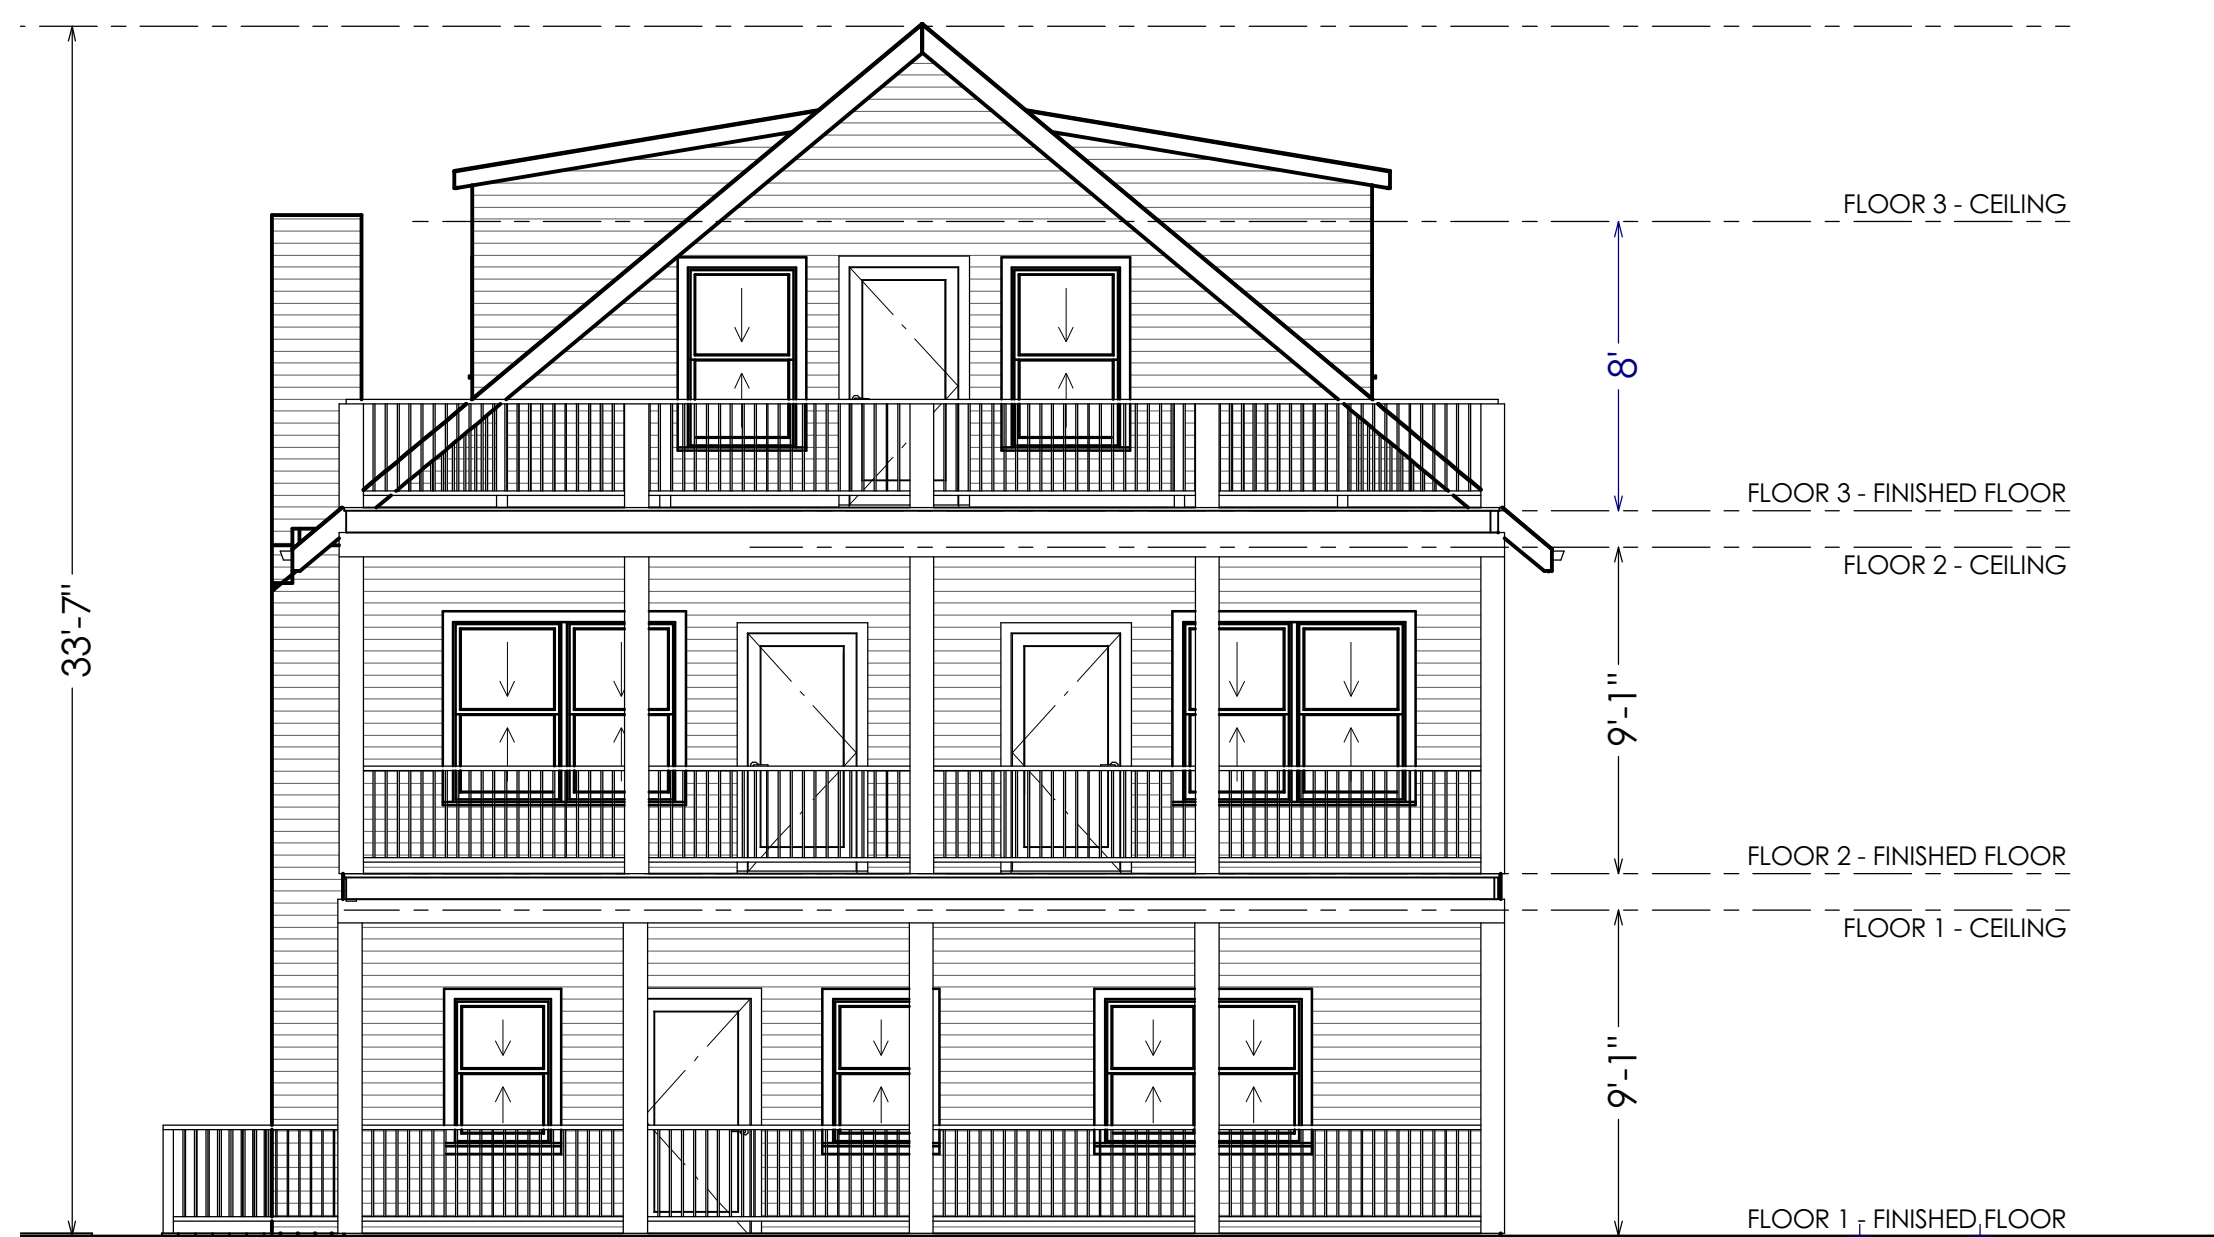 FLOOR 3 - CEILING
8'
FLOOR 3 - FINISHED FLOOR
FLOOR 2 - CEILING
33'-7"
9'-1"
FLOOR 2 - FINISHED FLOOR
FLOOR 1 - CEILING
9'-1"
FLOOR 1 - FINISHED FLOOR